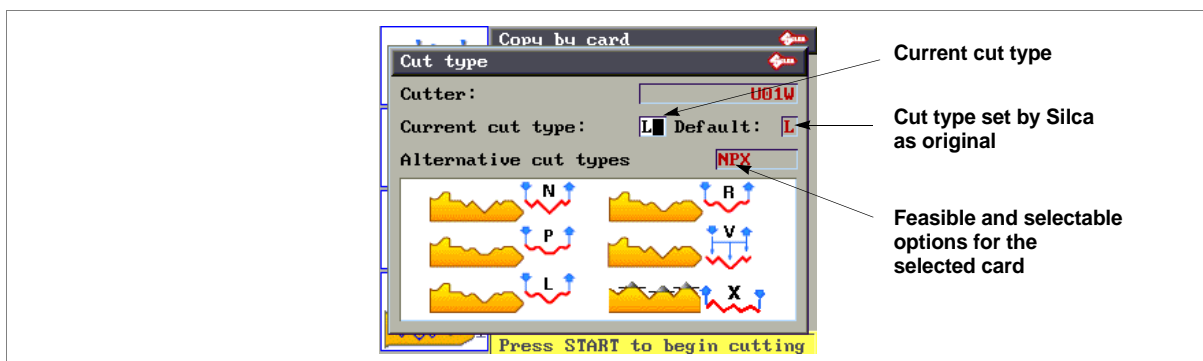 Copy by card
Silca
Cut type
Silca
Cutter: U01W
Current cut type: L Default: L
Alternative cut types NPX
N
R
P
V
L
X
Press START to begin cutting
Current cut type
Cut type set by Silca
as original
Feasible and selectable
options for the
selected card